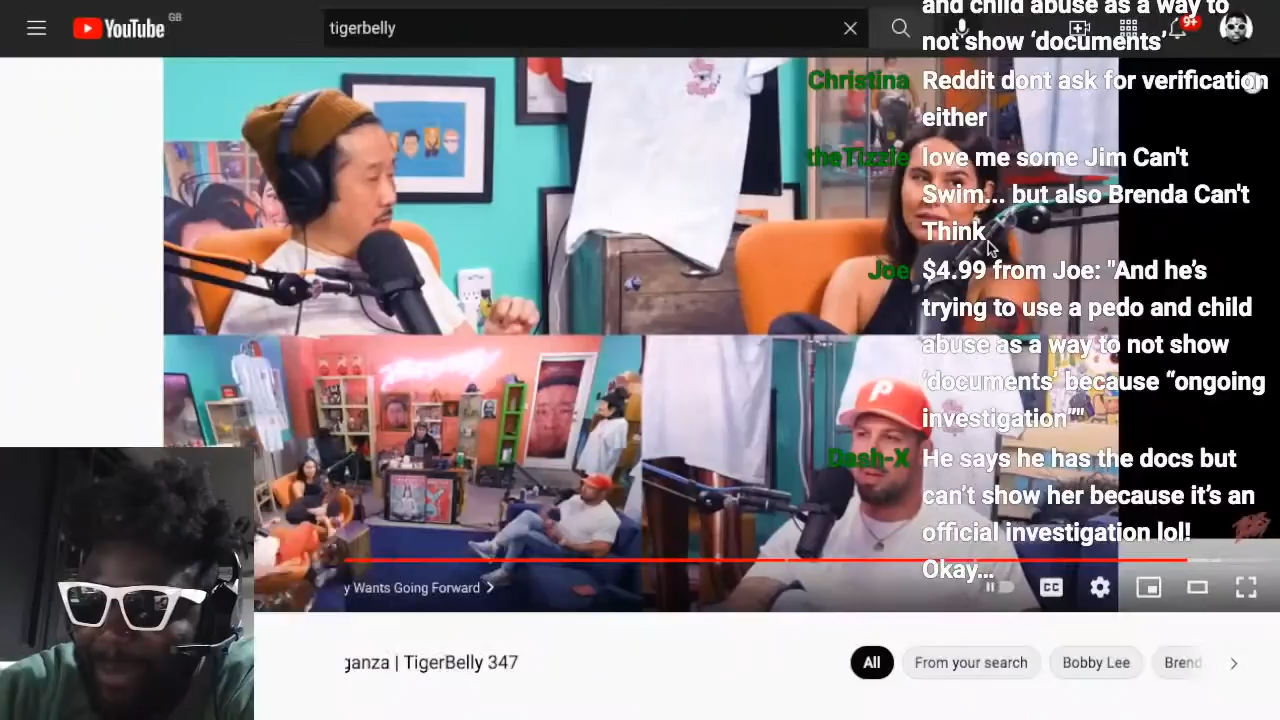 YouTube GB
tigerbelly
9+
and child abuse as a way to
not show ‘documents’
Christina Reddit dont ask for verification
either
theTizzle love me some Jim Can't
Swim... but also Brenda Can't
Think
Joe $4.99 from Joe: "And he’s
trying to use a pedo and child
abuse as a way to not show
‘documents’ because “ongoing
investigation””
Dash-X He says he has the docs but
can’t show her because it’s an
official investigation lol!
Okay...
P
y Wants Going Forward
CC
ganza | TigerBelly 347
All
From your search
Bobby Lee
Brend